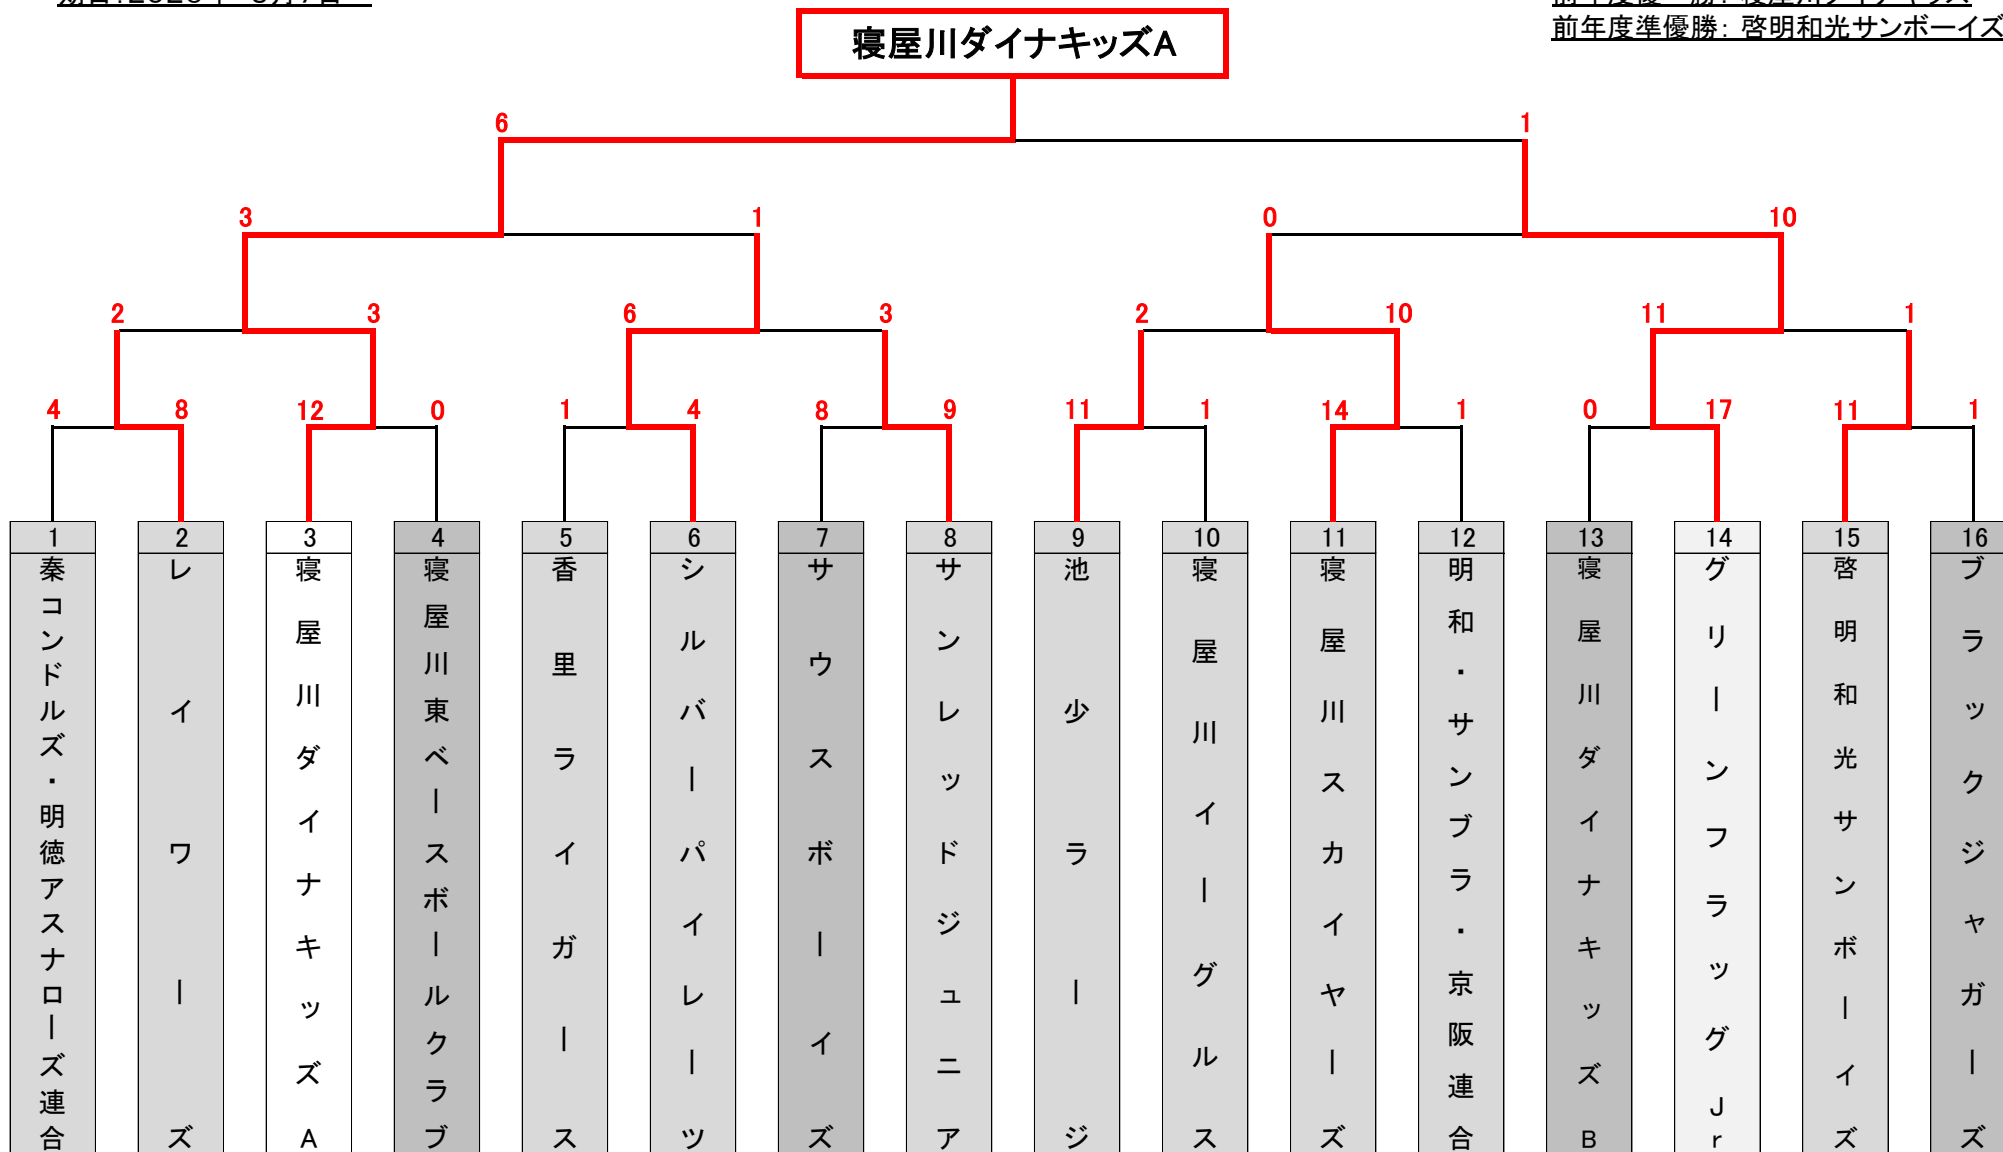 前年度準優勝：啓明和光サンボーイズ
寝屋川ダイナキッズA
6 1
3 1 0 10
2 3 6 3 2 10 11 1
4 8 12 0 1 4 8 9 11 1 14 1 0 17 11 1
1 2 3 4 5 6 7 8 9 10 11 12 13 14 15 16
秦コンドルズ・明徳アスナローズ連合
レイワーズ
寝屋川ダイナキッズA
寝屋川東ベースボールクラブ
香里ライガース
シルバーパイレーツ
サウスボーイズ
サンレッドジュニア
池少ラージ
寝屋川イーグルス
寝屋川スカイヤーズ
明和・サンブラ・京阪連合
寝屋川ダイナキッズB
グリーンフラッグJr
啓明和光サンボーイズ
ブラックジャガーズ